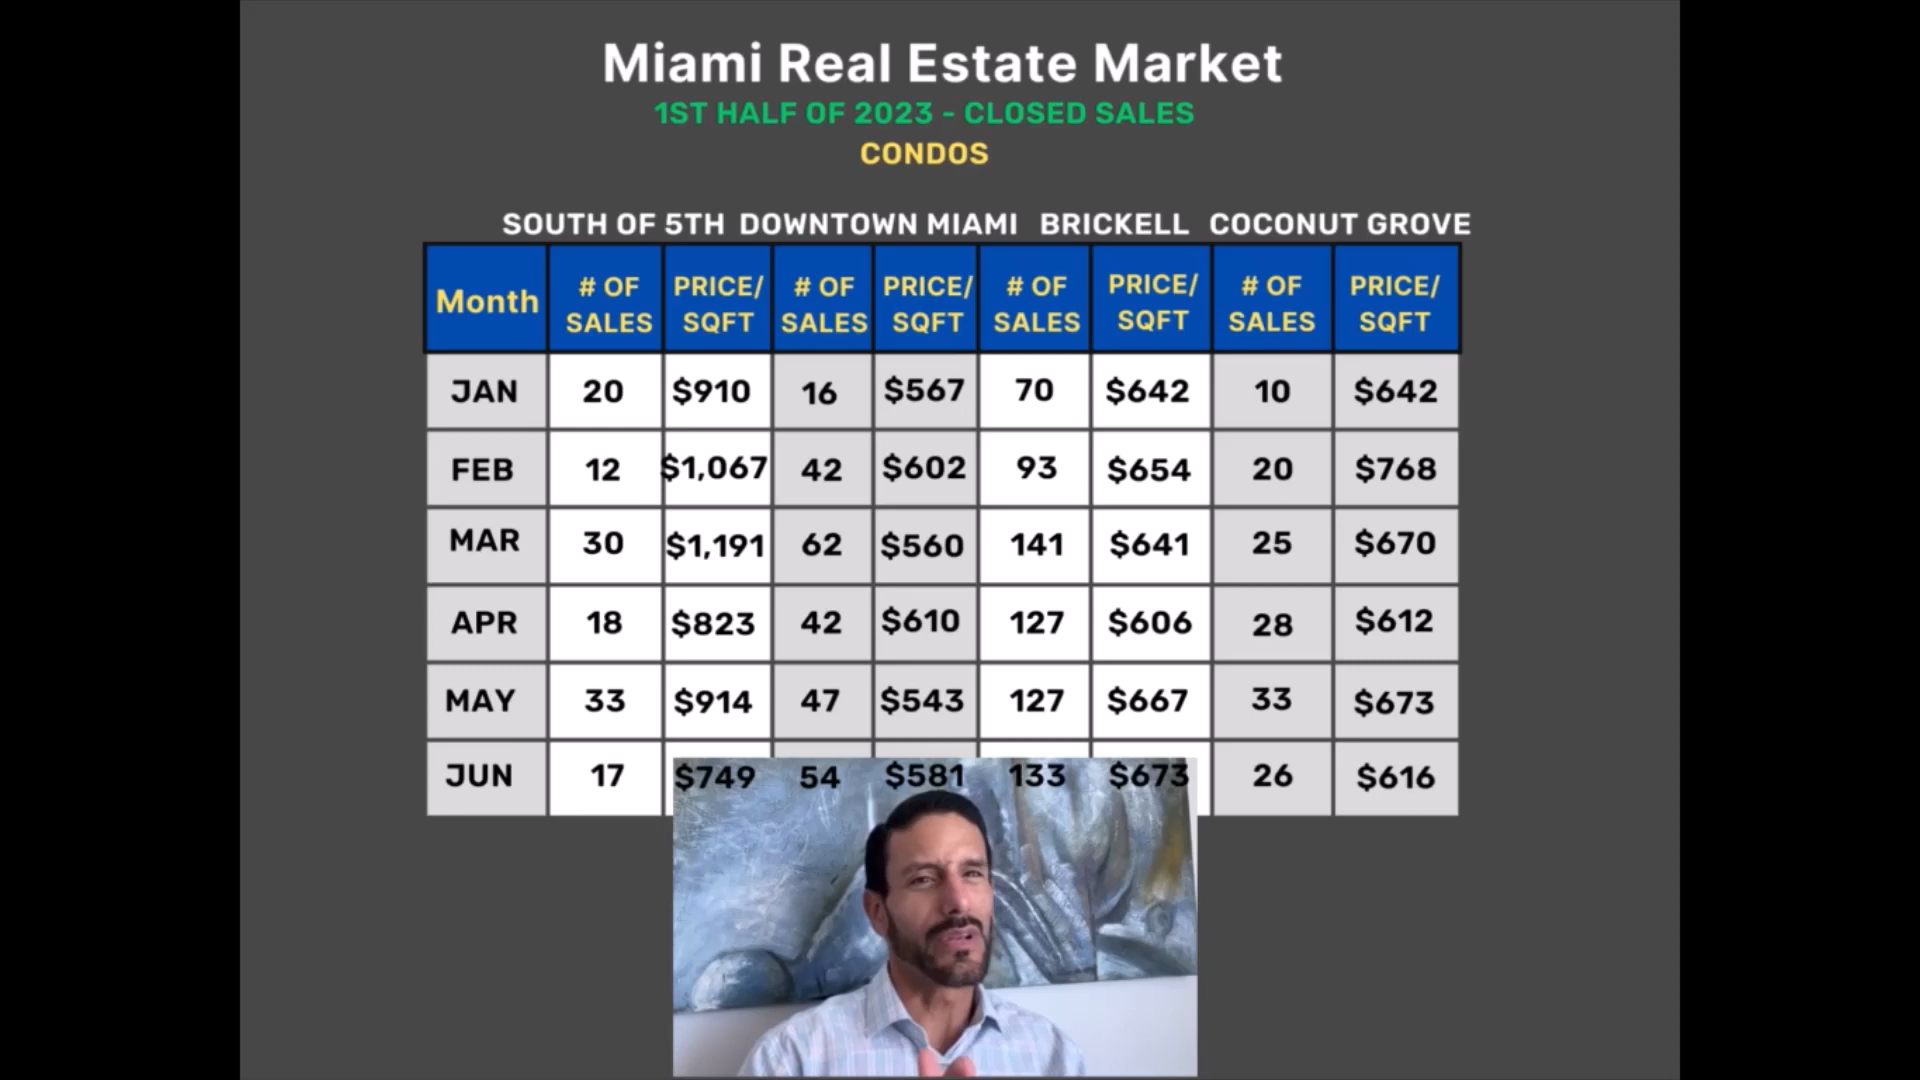 Miami Real Estate Market
1ST HALF OF 2023 - CLOSED SALES
CONDOS
SOUTH OF 5TH DOWNTOWN MIAMI BRICKELL COCONUT GROVE
Month # OF SALES PRICE/ SQFT # OF SALES PRICE/ SQFT # OF SALES PRICE/ SQFT # OF SALES PRICE/ SQFT
JAN 20 $910 16 $567 70 $642 10 $642
FEB 12 $1,067 42 $602 93 $654 20 $768
MAR 30 $1,191 62 $560 141 $641 25 $670
APR 18 $823 42 $610 127 $606 28 $612
MAY 33 $914 47 $543 127 $667 33 $673
JUN 17 $749 54 $581 133 $673 26 $616